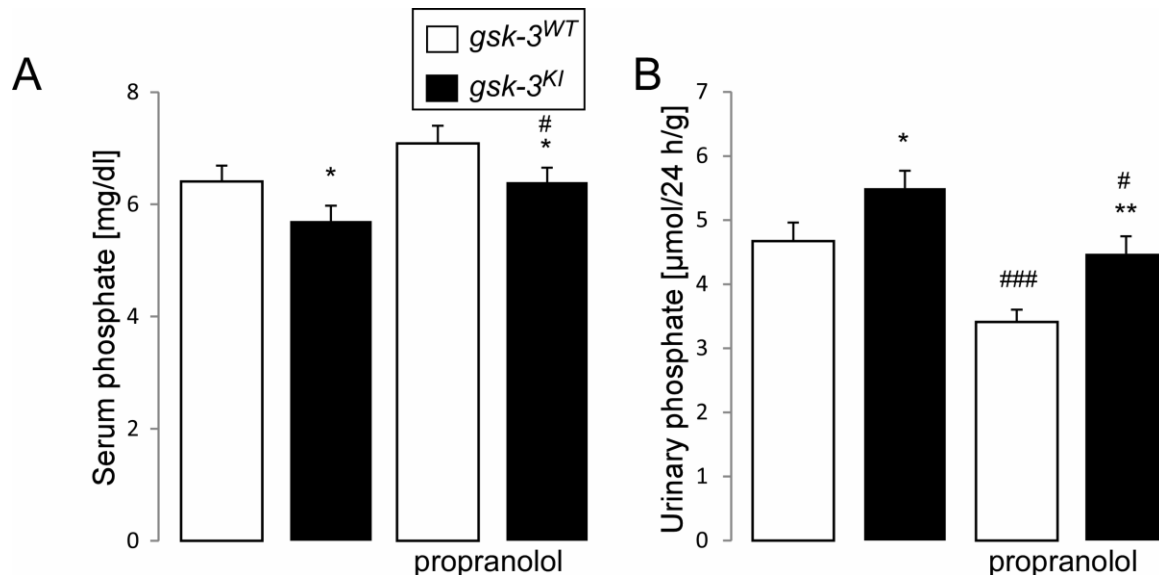 gsk-3WT
gsk-3KI
A
Serum phosphate [mg/dl]
8
6
4
2
0
*
#
*
propranolol
B
Urinary phosphate [µmol/24 h/g]
7
6
5
4
3
2
1
0
*
###
#
**
propranolol